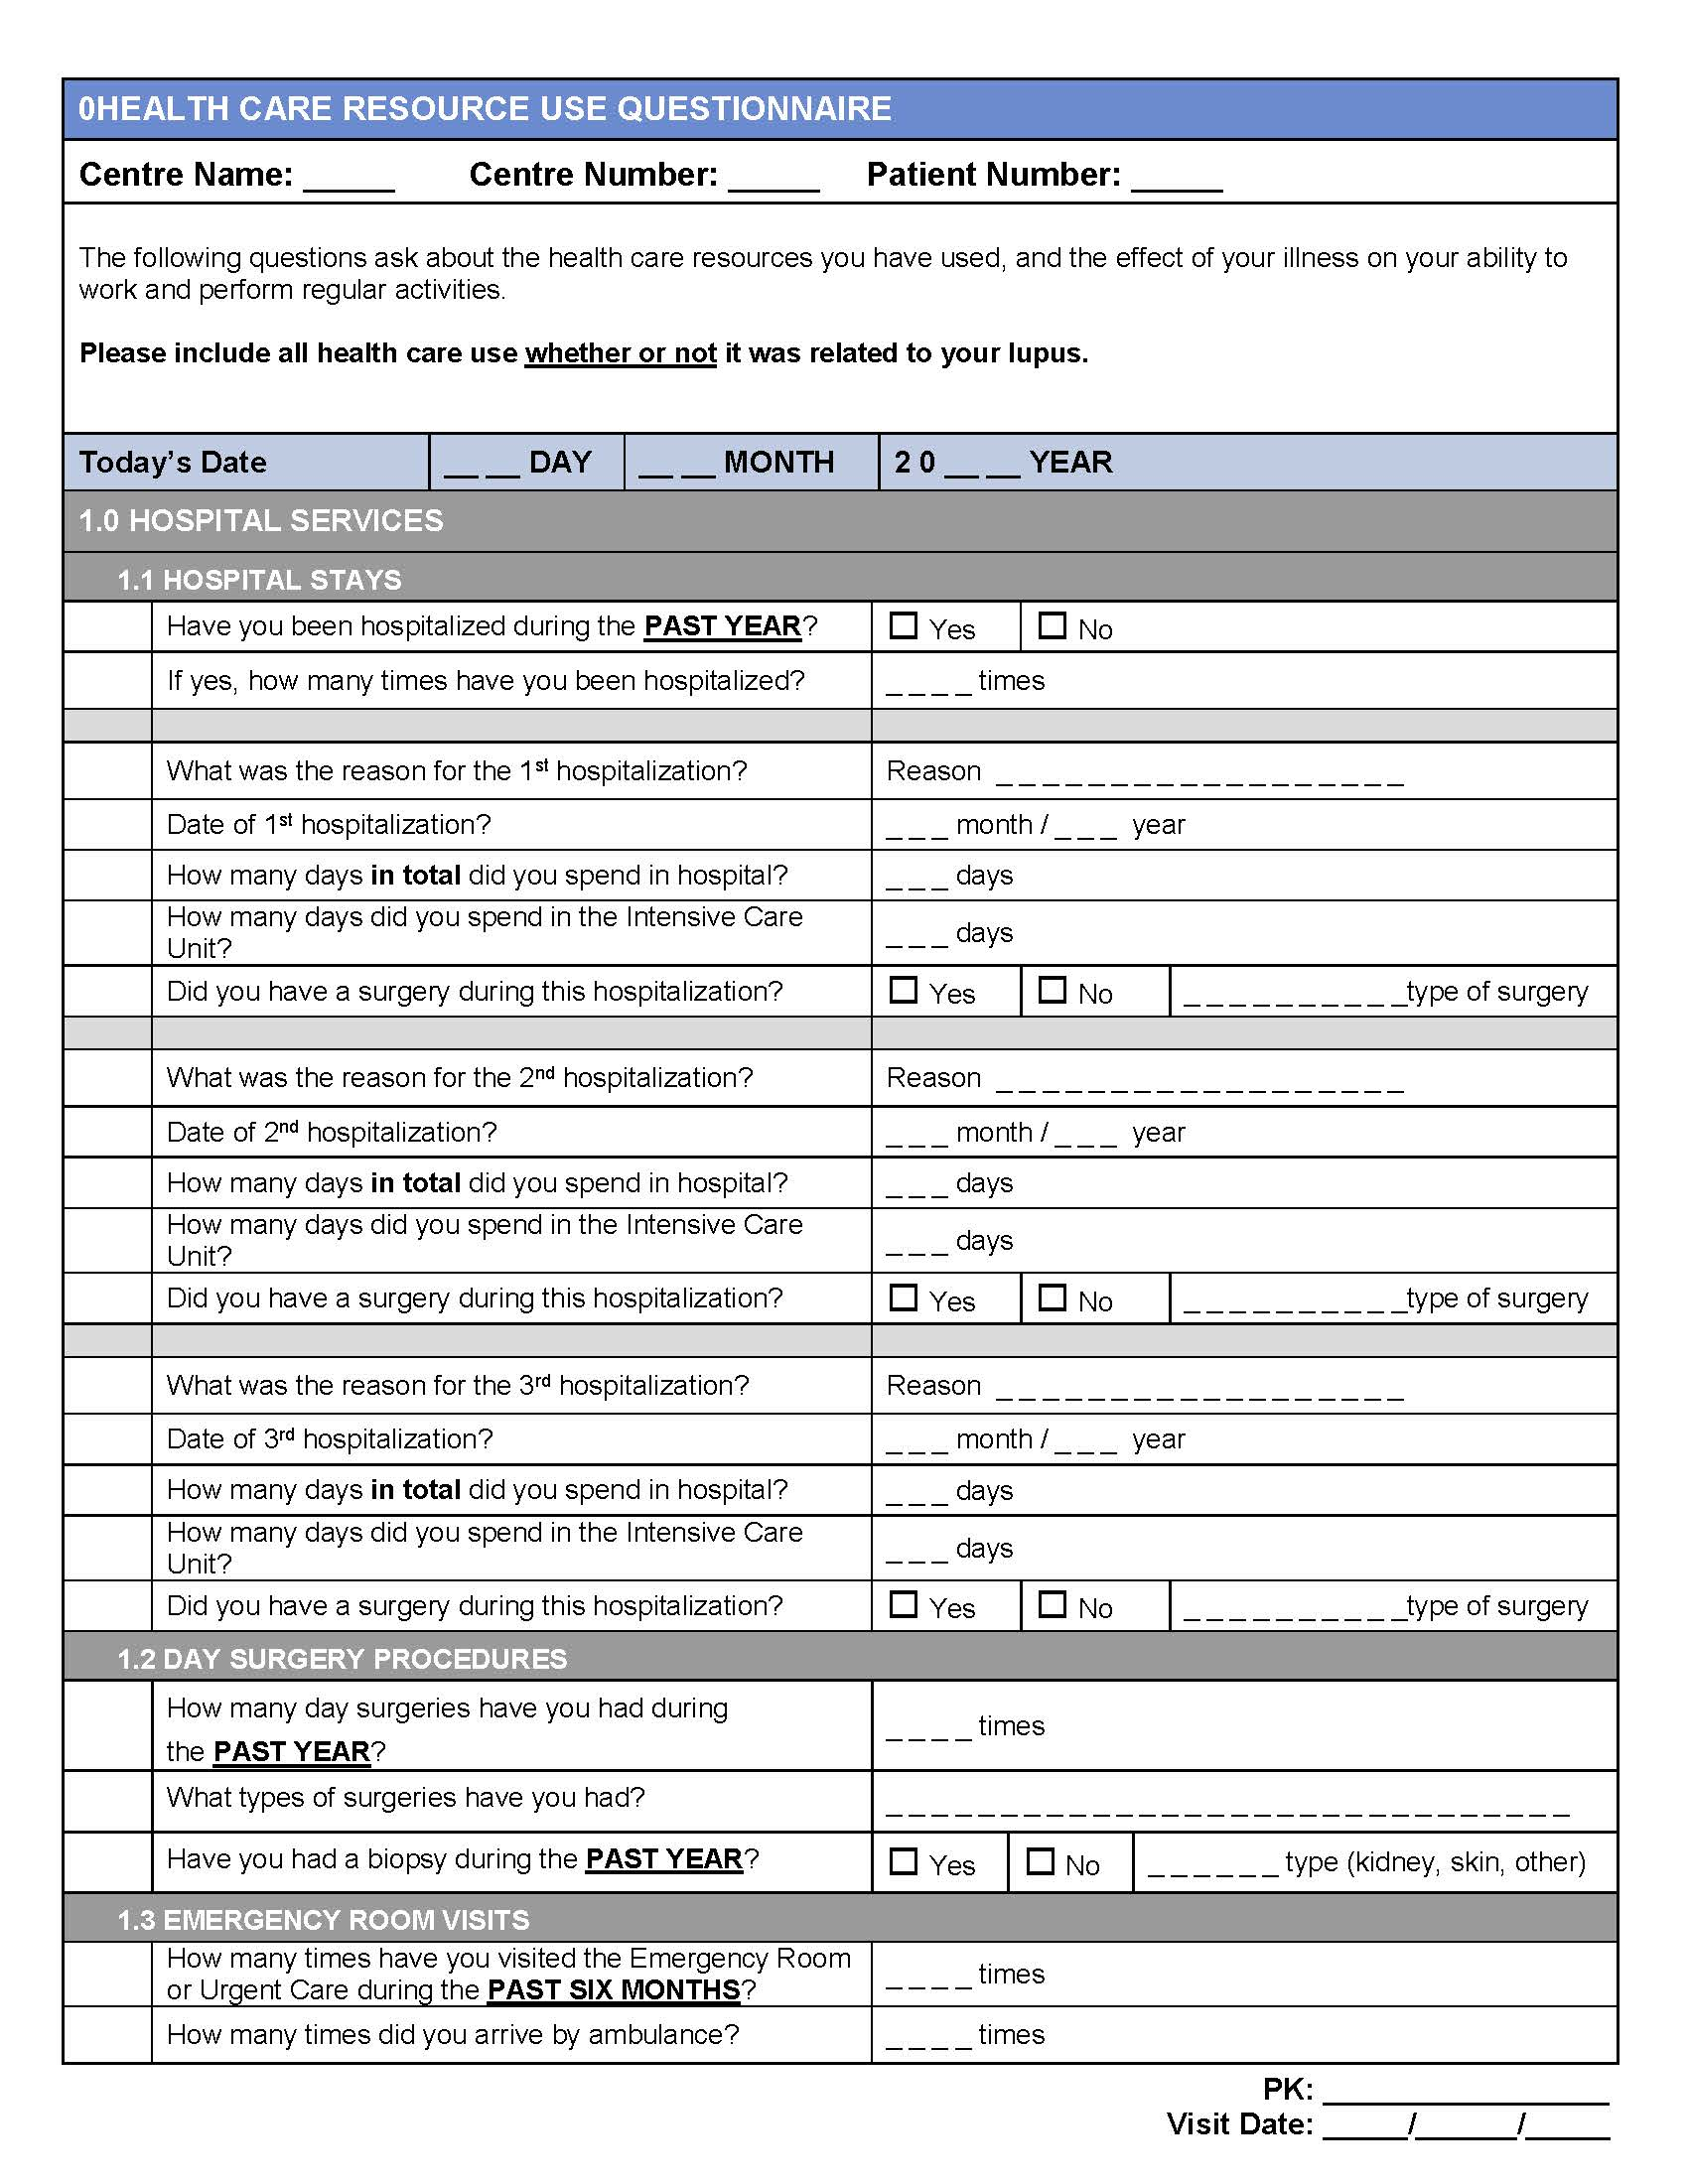 0HEALTH CARE RESOURCE USE QUESTIONNAIRE
Centre Name: _____ Centre Number: _____ Patient Number: _____
The following questions ask about the health care resources you have used, and the effect of your illness on your ability to
work and perform regular activities.
Please include all health care use whether or not it was related to your lupus.
Today's Date __ __ DAY __ __ MONTH 2 0 __ __ YEAR
1.0 HOSPITAL SERVICES
1.1 HOSPITAL STAYS
Have you been hospitalized during the PAST YEAR? ☐ Yes ☐ No
If yes, how many times have you been hospitalized? _ _ _ _ times
What was the reason for the 1st hospitalization? Reason _ _ _ _ _ _ _ _ _ _ _ _ _ _ _ _ _ _
Date of 1st hospitalization? _ _ _ month / _ _ _ year
How many days in total did you spend in hospital? _ _ _ days
How many days did you spend in the Intensive Care
Unit? _ _ _ days
Did you have a surgery during this hospitalization? ☐ Yes ☐ No _ _ _ _ _ _ _ _ _ _type of surgery
What was the reason for the 2nd hospitalization? Reason _ _ _ _ _ _ _ _ _ _ _ _ _ _ _ _ _ _
Date of 2nd hospitalization? _ _ _ month / _ _ _ year
How many days in total did you spend in hospital? _ _ _ days
How many days did you spend in the Intensive Care
Unit? _ _ _ days
Did you have a surgery during this hospitalization? ☐ Yes ☐ No _ _ _ _ _ _ _ _ _ _type of surgery
What was the reason for the 3rd hospitalization? Reason _ _ _ _ _ _ _ _ _ _ _ _ _ _ _ _ _ _
Date of 3rd hospitalization? _ _ _ month / _ _ _ year
How many days in total did you spend in hospital? _ _ _ days
How many days did you spend in the Intensive Care
Unit? _ _ _ days
Did you have a surgery during this hospitalization? ☐ Yes ☐ No _ _ _ _ _ _ _ _ _ _type of surgery
1.2 DAY SURGERY PROCEDURES
How many day surgeries have you had during
the PAST YEAR? _ _ _ _ times
What types of surgeries have you had? _ _ _ _ _ _ _ _ _ _ _ _ _ _ _ _ _ _ _ _ _ _ _ _ _ _ _ _ _ _
Have you had a biopsy during the PAST YEAR? ☐ Yes ☐ No _ _ _ _ _ _ type (kidney, skin, other)
1.3 EMERGENCY ROOM VISITS
How many times have you visited the Emergency Room
or Urgent Care during the PAST SIX MONTHS? _ _ _ _ times
How many times did you arrive by ambulance? _ _ _ _ times
PK: _________________
Visit Date: _____/______/_____